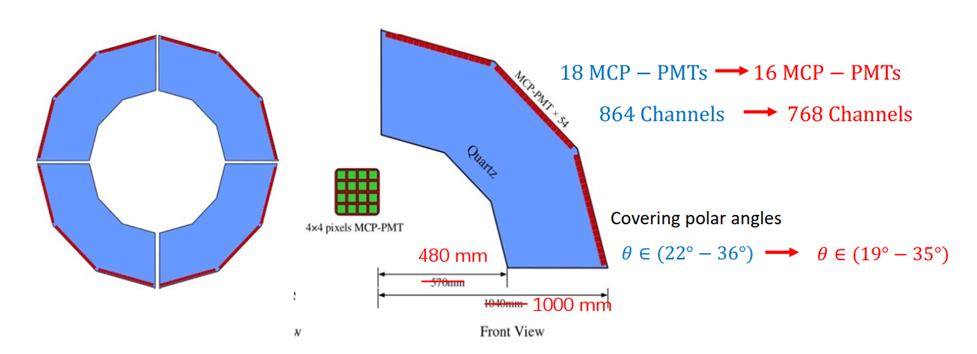 18 MCP – PMTs → 16 MCP – PMTs
864 Channels → 768 Channels
MCP-PMT × 54
Quartz
4×4 pixels MCP-PMT
Covering polar angles
θ ∈ (22° – 36°) → θ ∈ (19° – 35°)
480 mm
570mm
1040mm 1000 mm
w Front View